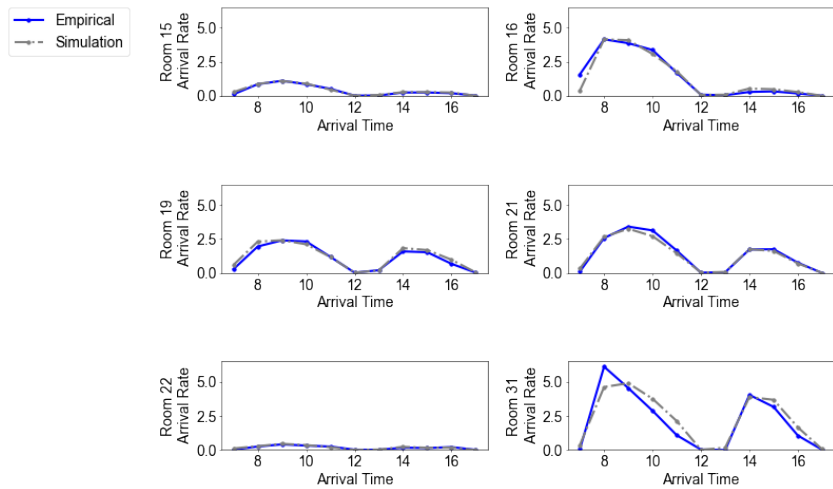 Empirical
Simulation
Room 15
Arrival Rate
5.0
2.5
0.0
8 10 12 14 16
Arrival Time
Room 16
Arrival Rate
5.0
2.5
0.0
8 10 12 14 16
Arrival Time
Room 19
Arrival Rate
5.0
2.5
0.0
8 10 12 14 16
Arrival Time
Room 21
Arrival Rate
5.0
2.5
0.0
8 10 12 14 16
Arrival Time
Room 22
Arrival Rate
5.0
2.5
0.0
8 10 12 14 16
Arrival Time
Room 31
Arrival Rate
5.0
2.5
0.0
8 10 12 14 16
Arrival Time